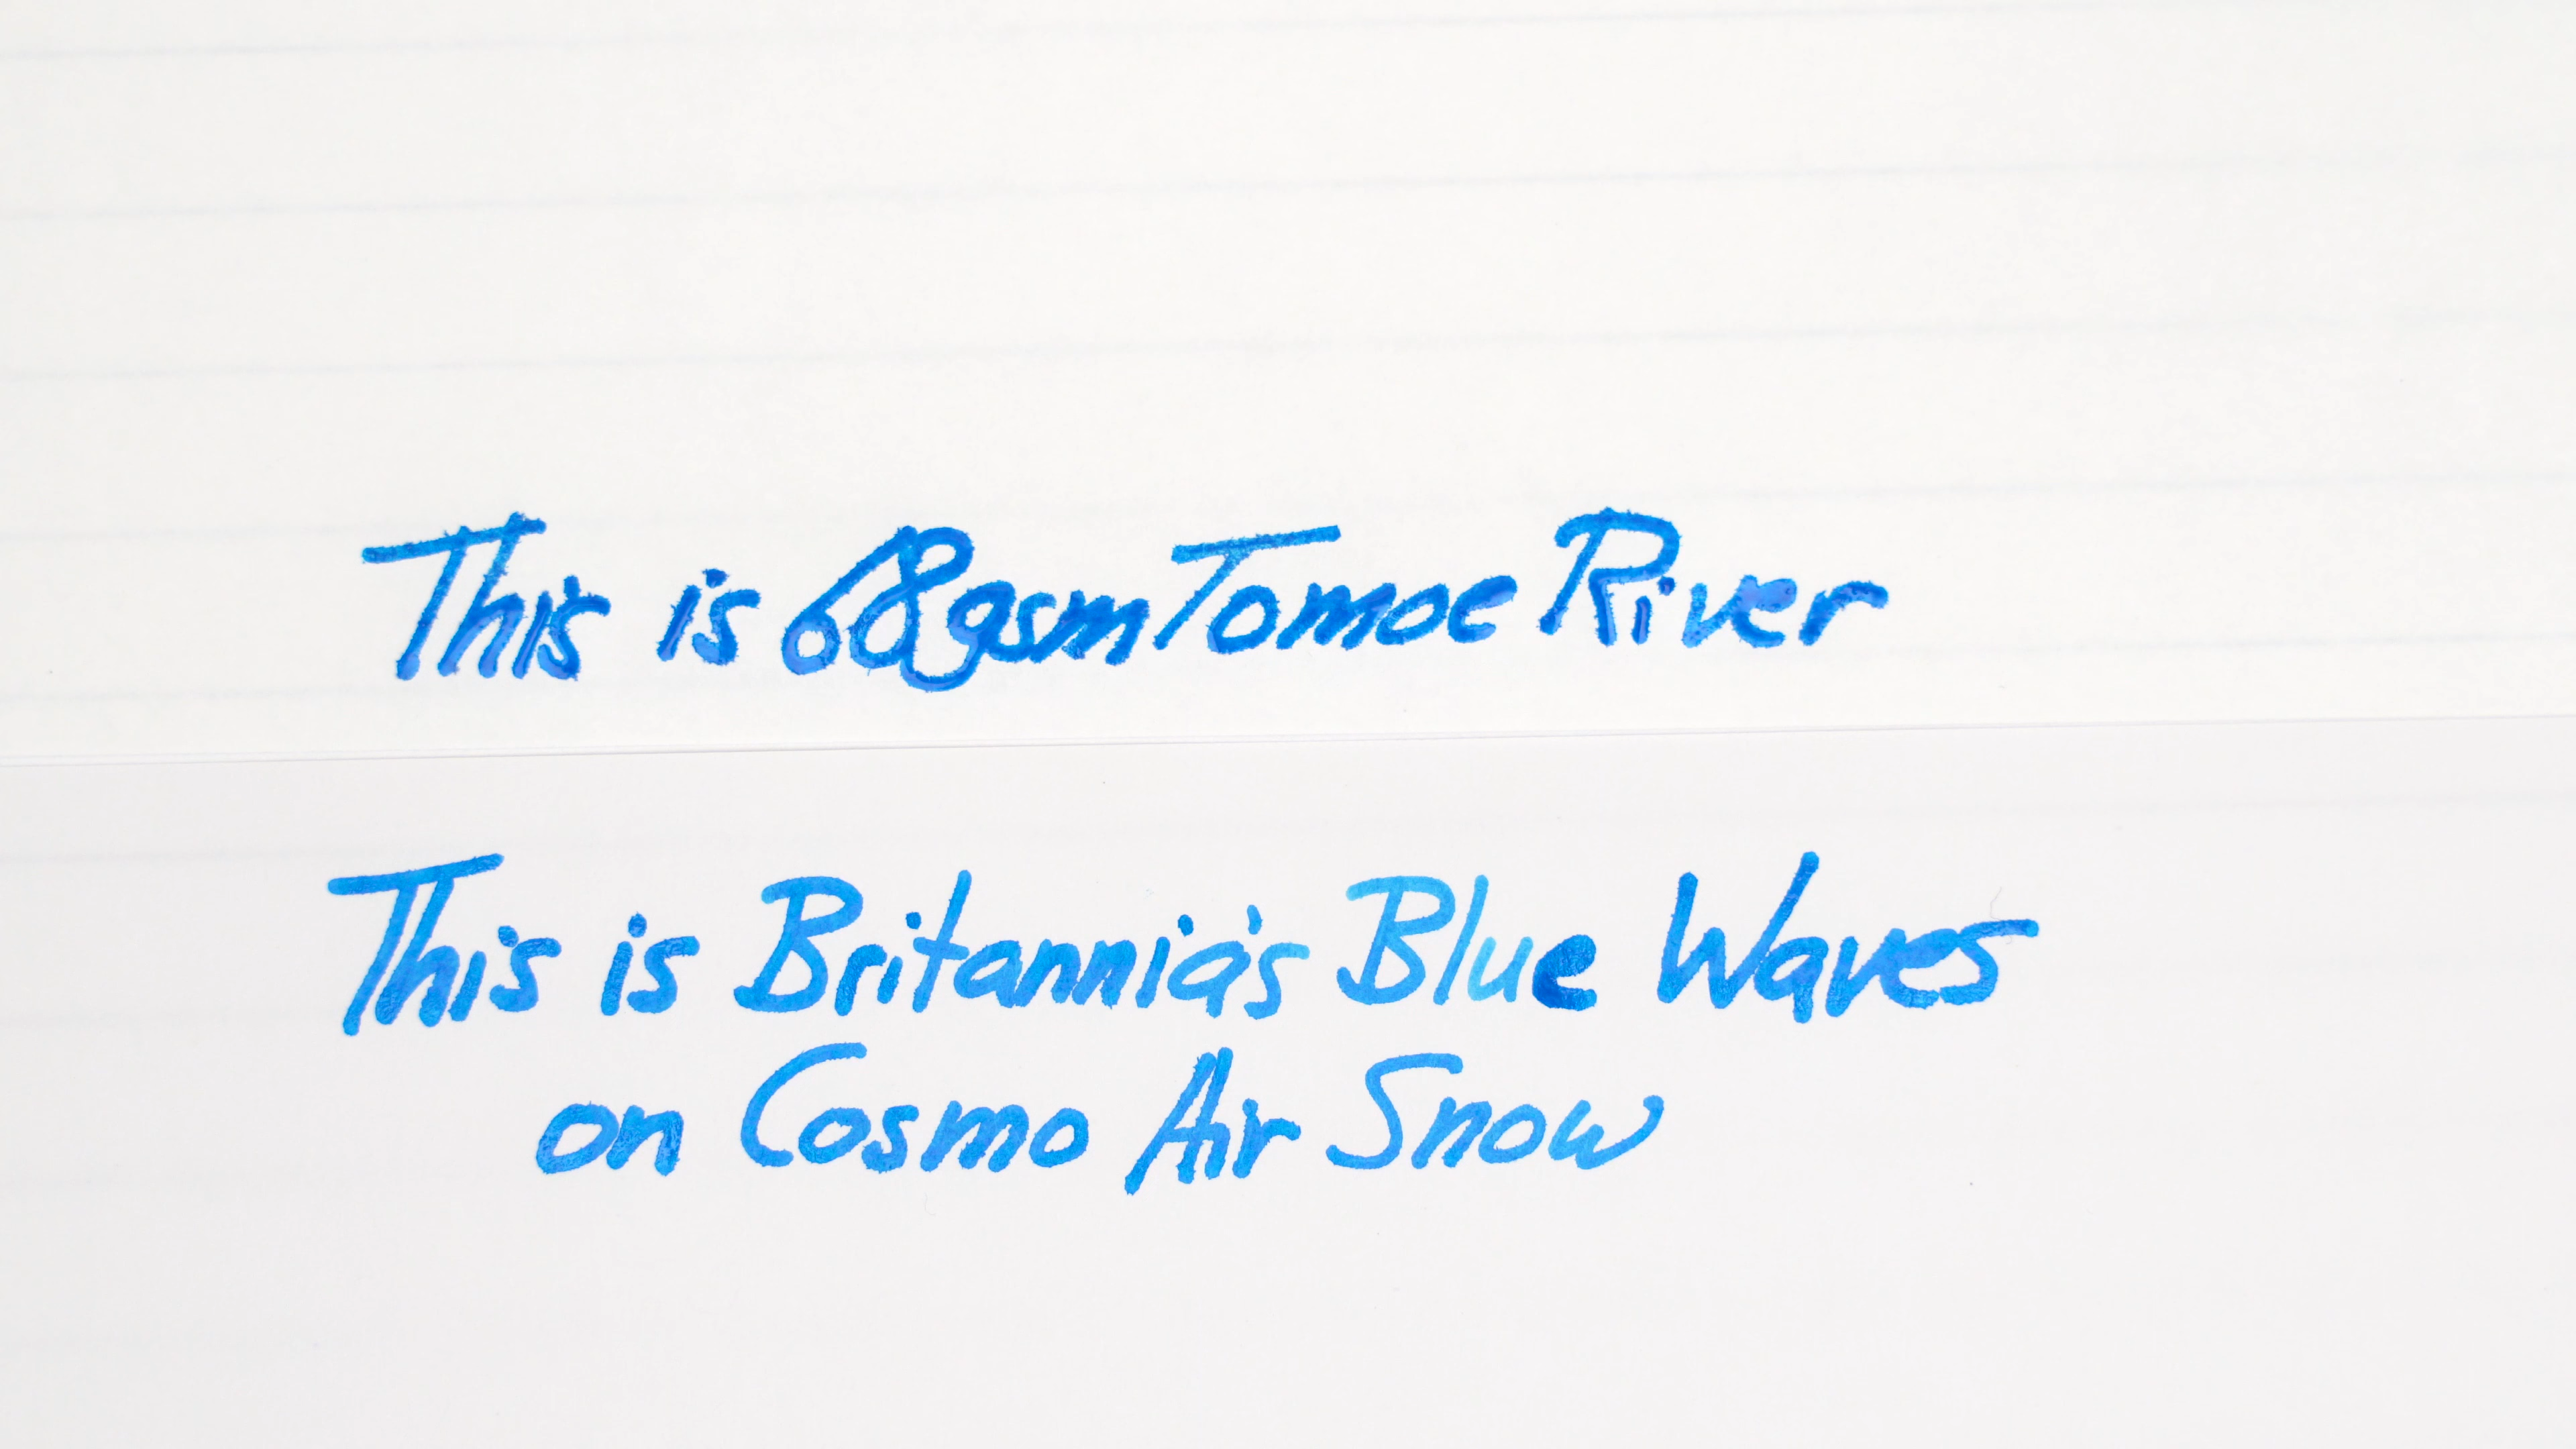 This is 68gsm Tomoe River
This is Britannia's Blue Waves
on Cosmo Air Snow